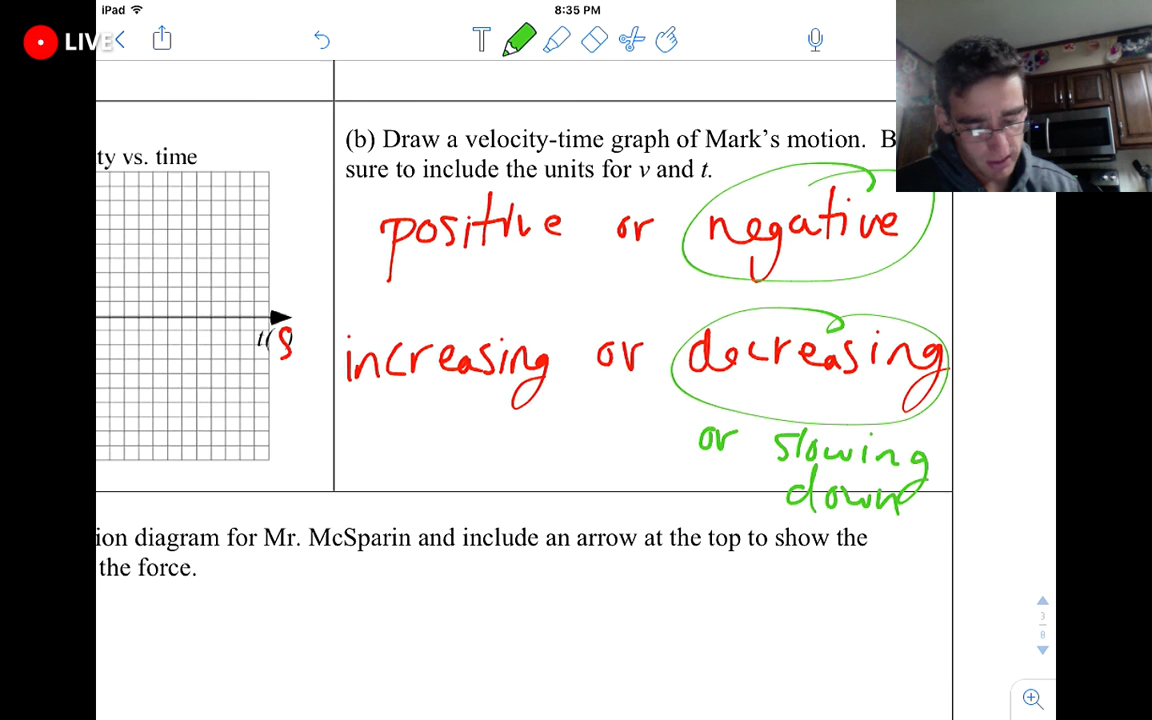 iPad
8:35 PM
LIVE
T
ty vs. time
(b) Draw a velocity-time graph of Mark's motion. B
sure to include the units for v and t.
positive or negative
increasing or decreasing
or slowing
down
ion diagram for Mr. McSparin and include an arrow at the top to show the
the force.
3
8